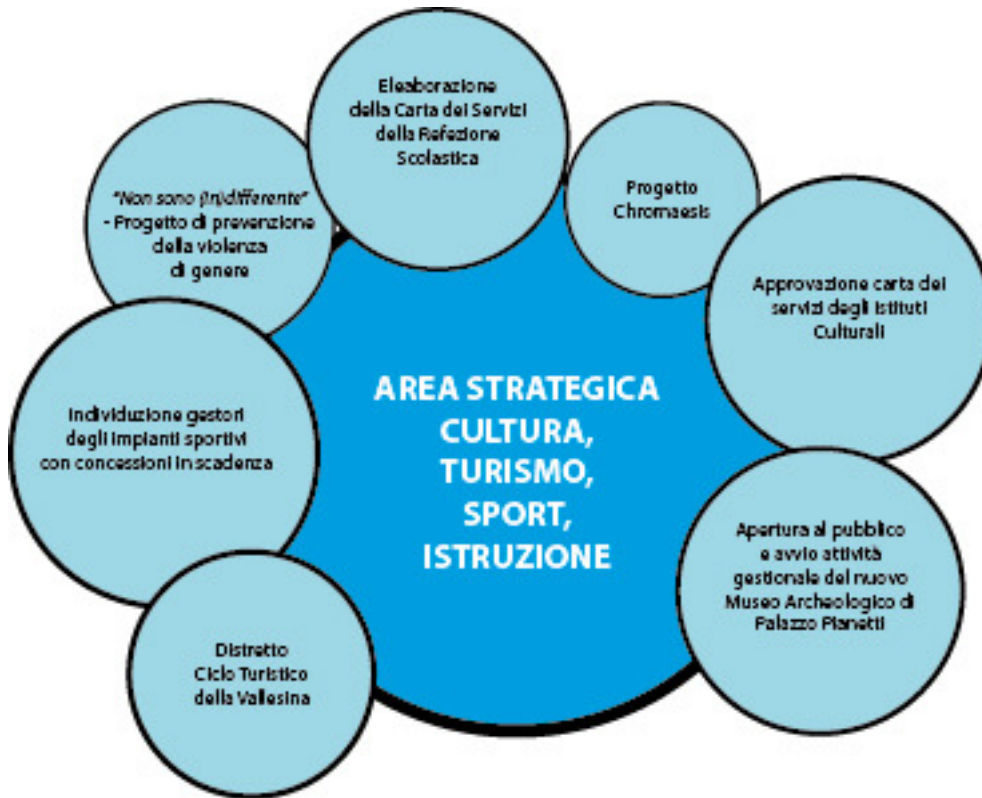 Eleaborazione
della Carta dei Servizi
della Refezione
Scolastica
"Non sono (in)differente"
- Progetto di prevenzione
della violenza
di genere
Progetto
Chromaesis
Approvazione carta dei
servizi degli istituti
Culturali
Individuzione gestori
degli impianti sportivi
con concessioni in scadenza
AREA STRATEGICA
CULTURA,
TURISMO,
SPORT,
ISTRUZIONE
Apertura al pubblico
e avvio attività
gestionale del nuovo
Museo Archeologico di
Palazzo Pianetti
Distretto
Ciclo Turistico
della Vallesina